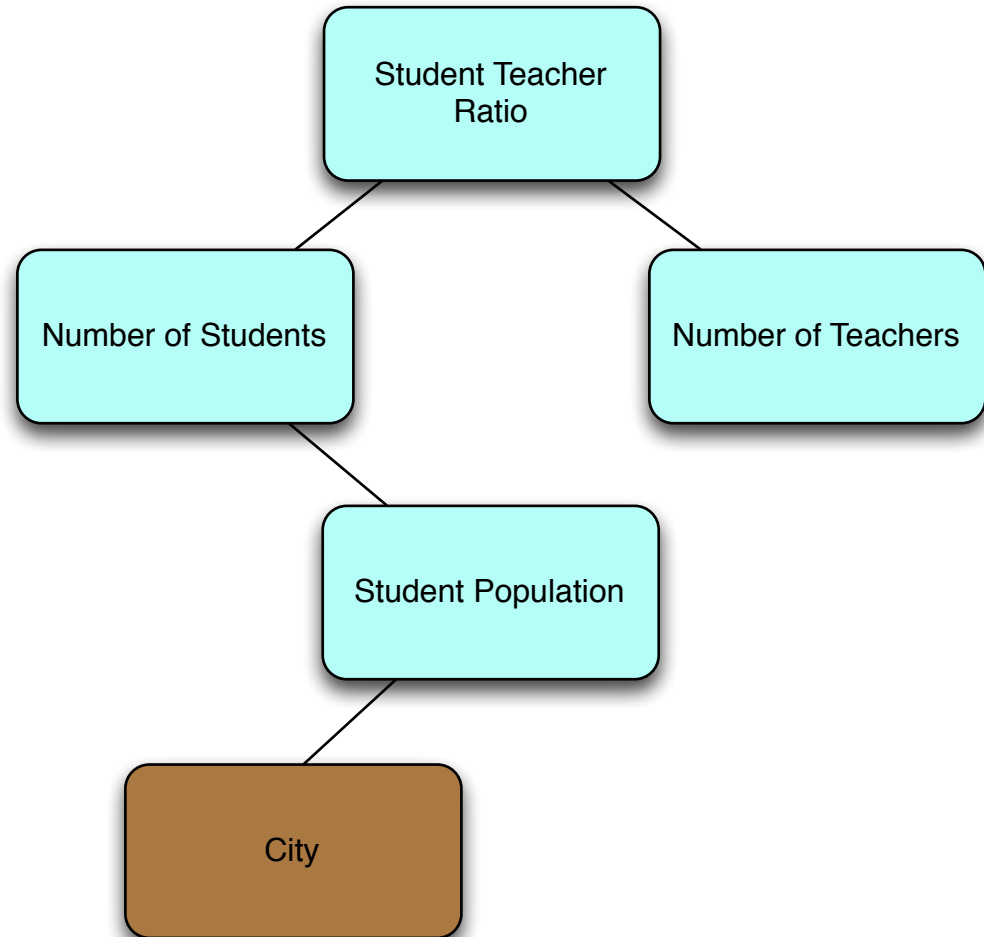 Student Teacher
Ratio
Number of Students
Number of Teachers
Student Population
City